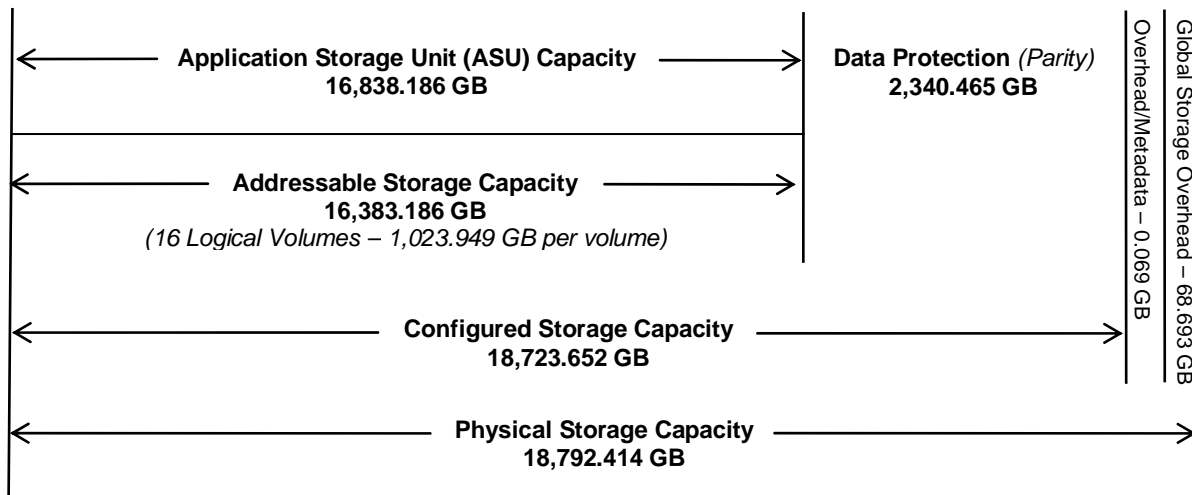 Application Storage Unit (ASU) Capacity
16,838.186 GB
Data Protection (Parity)
2,340.465 GB
Overhead/Metadata – 0.069 GB
Global Storage Overhead – 68.693 GB
Addressable Storage Capacity
16,383.186 GB
(16 Logical Volumes – 1,023.949 GB per volume)
Configured Storage Capacity
18,723.652 GB
Physical Storage Capacity
18,792.414 GB